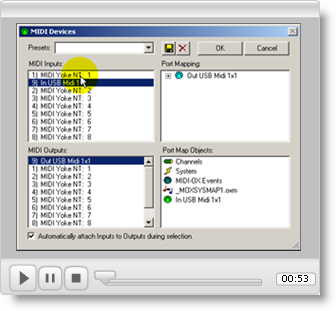 MIDI Devices
Presets:
OK
Cancel
MIDI Inputs:
1) MIDI Yoke NT: 1
9) In USB Midi 1x1
2) MIDI Yoke NT: 2
3) MIDI Yoke NT: 3
4) MIDI Yoke NT: 4
5) MIDI Yoke NT: 5
6) MIDI Yoke NT: 6
7) MIDI Yoke NT: 7
8) MIDI Yoke NT: 8
Port Mapping:
Out USB Midi 1x1
MIDI Outputs:
9) Out USB Midi 1x1
2) MIDI Yoke NT: 1
3) MIDI Yoke NT: 2
4) MIDI Yoke NT: 3
5) MIDI Yoke NT: 4
6) MIDI Yoke NT: 5
7) MIDI Yoke NT: 6
8) MIDI Yoke NT: 7
Port Map Objects:
Channels
System
MIDI-OX Events
_MOXSYSMAP1.oxm
In USB Midi 1x1
Automatically attach Inputs to Outputs during selection.
00:53